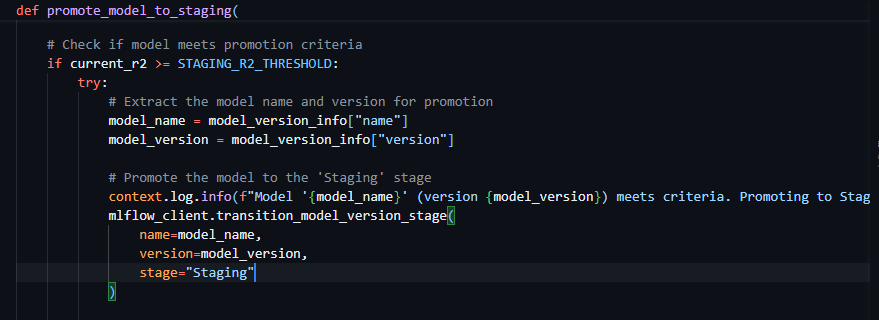 def promote_model_to_staging(
# Check if model meets promotion criteria
if current_r2 >= STAGING_R2_THRESHOLD:
try:
# Extract the model name and version for promotion
model_name = model_version_info["name"]
model_version = model_version_info["version"]
# Promote the model to the 'Staging' stage
context.log.info(f"Model '{model_name}' (version {model_version}) meets criteria. Promoting to Stag
mlflow_client.transition_model_version_stage(
name=model_name,
version=model_version,
stage="Staging"
)